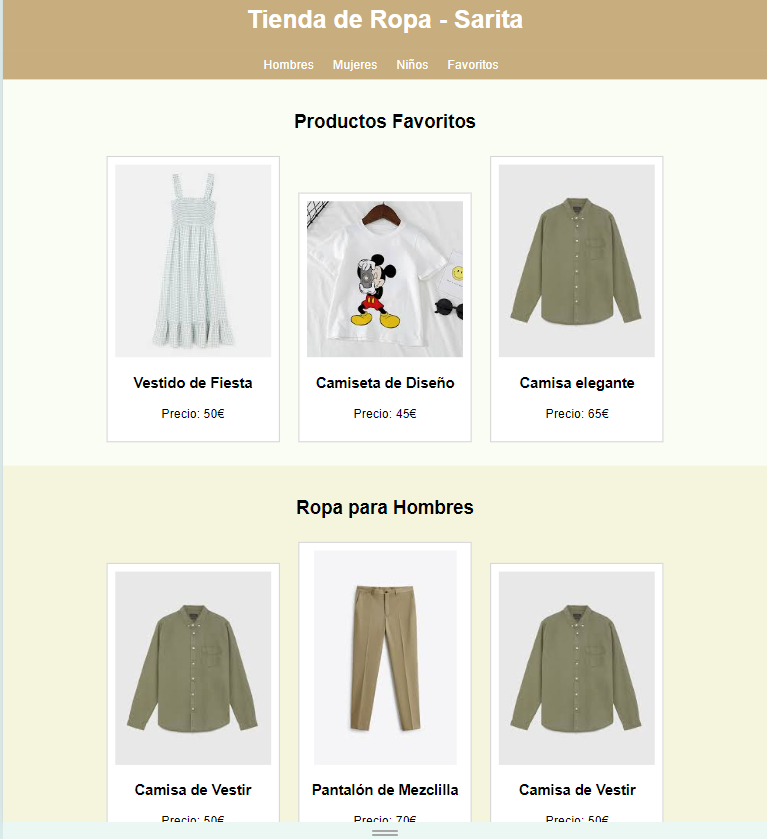 Tienda de Ropa - Sarita
Hombres Mujeres Niños Favoritos
Productos Favoritos
Vestido de Fiesta
Precio: 50€
Camiseta de Diseño
Precio: 45€
Camisa elegante
Precio: 65€
Ropa para Hombres
Camisa de Vestir
Precio: 50€
Pantalón de Mezclilla
Precio: 70€
Camisa de Vestir
Precio: 50€